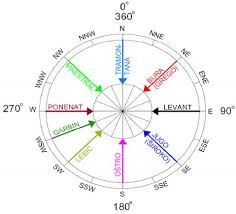 0°
360°
N
NNW
NNE
NW
NE
WNW
ENE
MAESTRAL
TRAMON-
TANA
BURA
(GREGO)
270°
W
PONENAT
LEVANT
E
90°
GARBIN
LEBIĆ
OSTRO
JUGO
(ŠIROKO)
WSW
ESE
SW
SE
SSW
SSE
S
180°